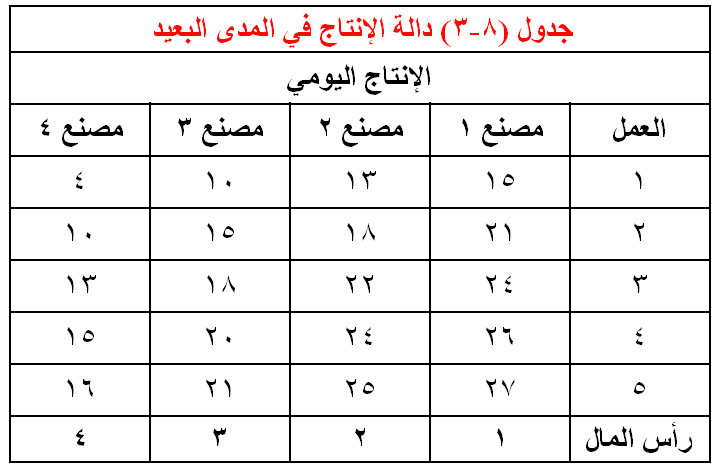 جدول (٨-٣) دالة الإنتاج في المدى البعيد
الإنتاج اليومي
العمل مصنع ١ مصنع ٢ مصنع ٣ مصنع ٤
١ ١٥ ١٣ ١٠ ٤
٢ ٢١ ١٨ ١٥ ١٠
٣ ٢٤ ٢٢ ١٨ ١٣
٤ ٢٦ ٢٤ ٢٠ ١٥
٥ ٢٧ ٢٥ ٢١ ١٦
رأس المال ١ ٢ ٣ ٤